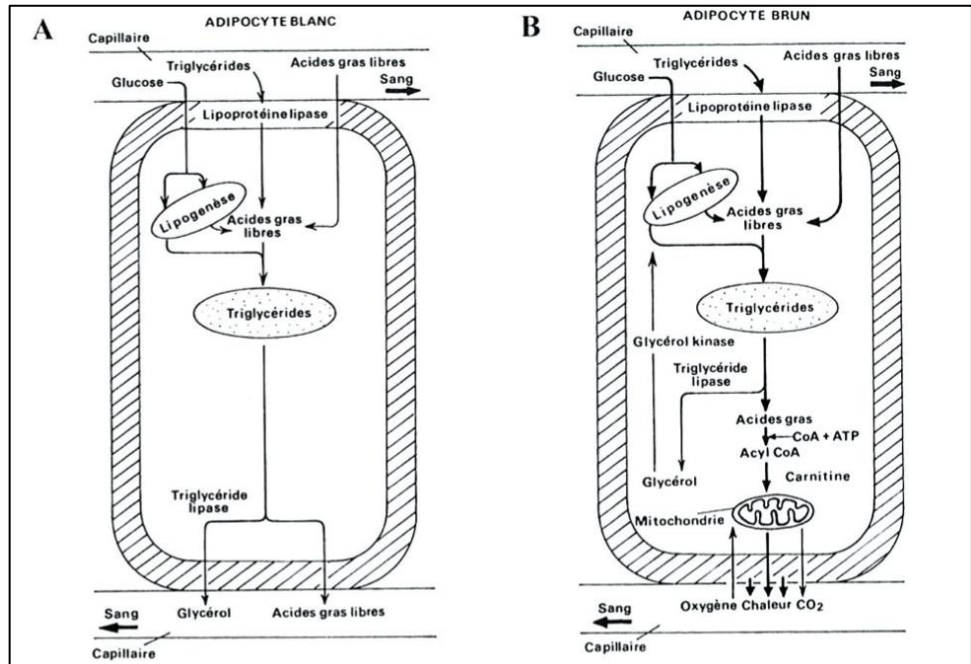 A
ADIPOCYTE BLANC
Capillaire
Triglycérides
Acides gras libres
Glucose
Sang
Lipoprotéine lipase
Lipogenèse
Acides gras
libres
Triglycérides
Triglycéride
lipase
Sang
Glycérol
Acides gras libres
Capillaire
B
ADIPOCYTE BRUN
Capillaire
Triglycérides
Acides gras libres
Glucose
Sang
Lipoprotéine lipase
Lipogenèse
Acides gras
libres
Triglycérides
Glycérol kinase
Triglycéride
lipase
Acides gras
CoA + ATP
Acyl CoA
Glycérol
Carnitine
Mitochondrie
Sang
Oxygène Chaleur CO2
Capillaire